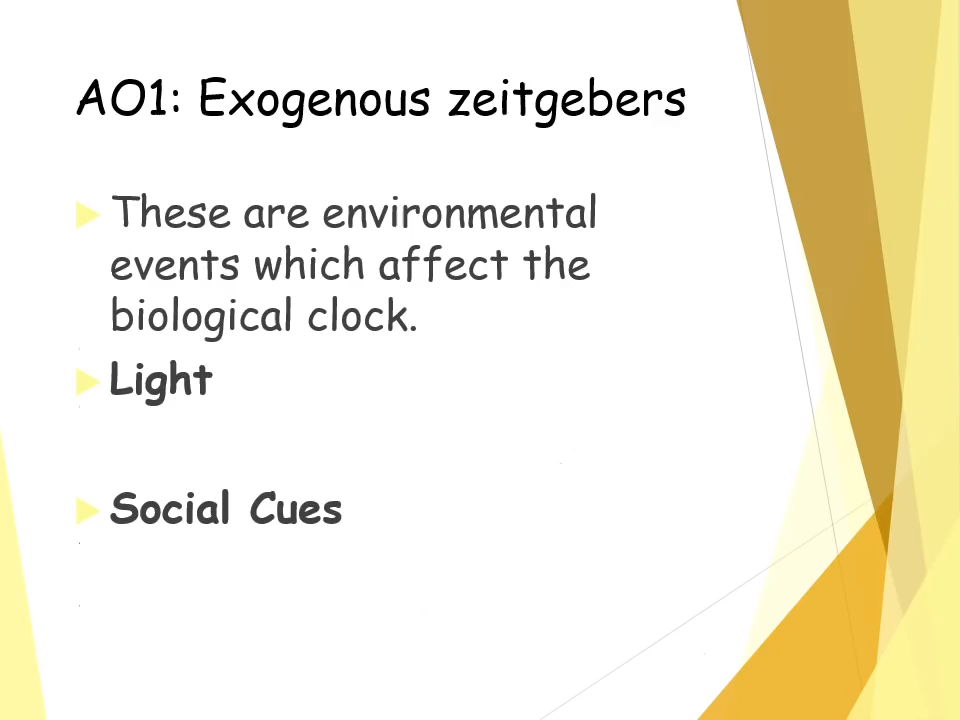 AO1: Exogenous zeitgebers
These are environmental
events which affect the
biological clock.
Light
Social Cues